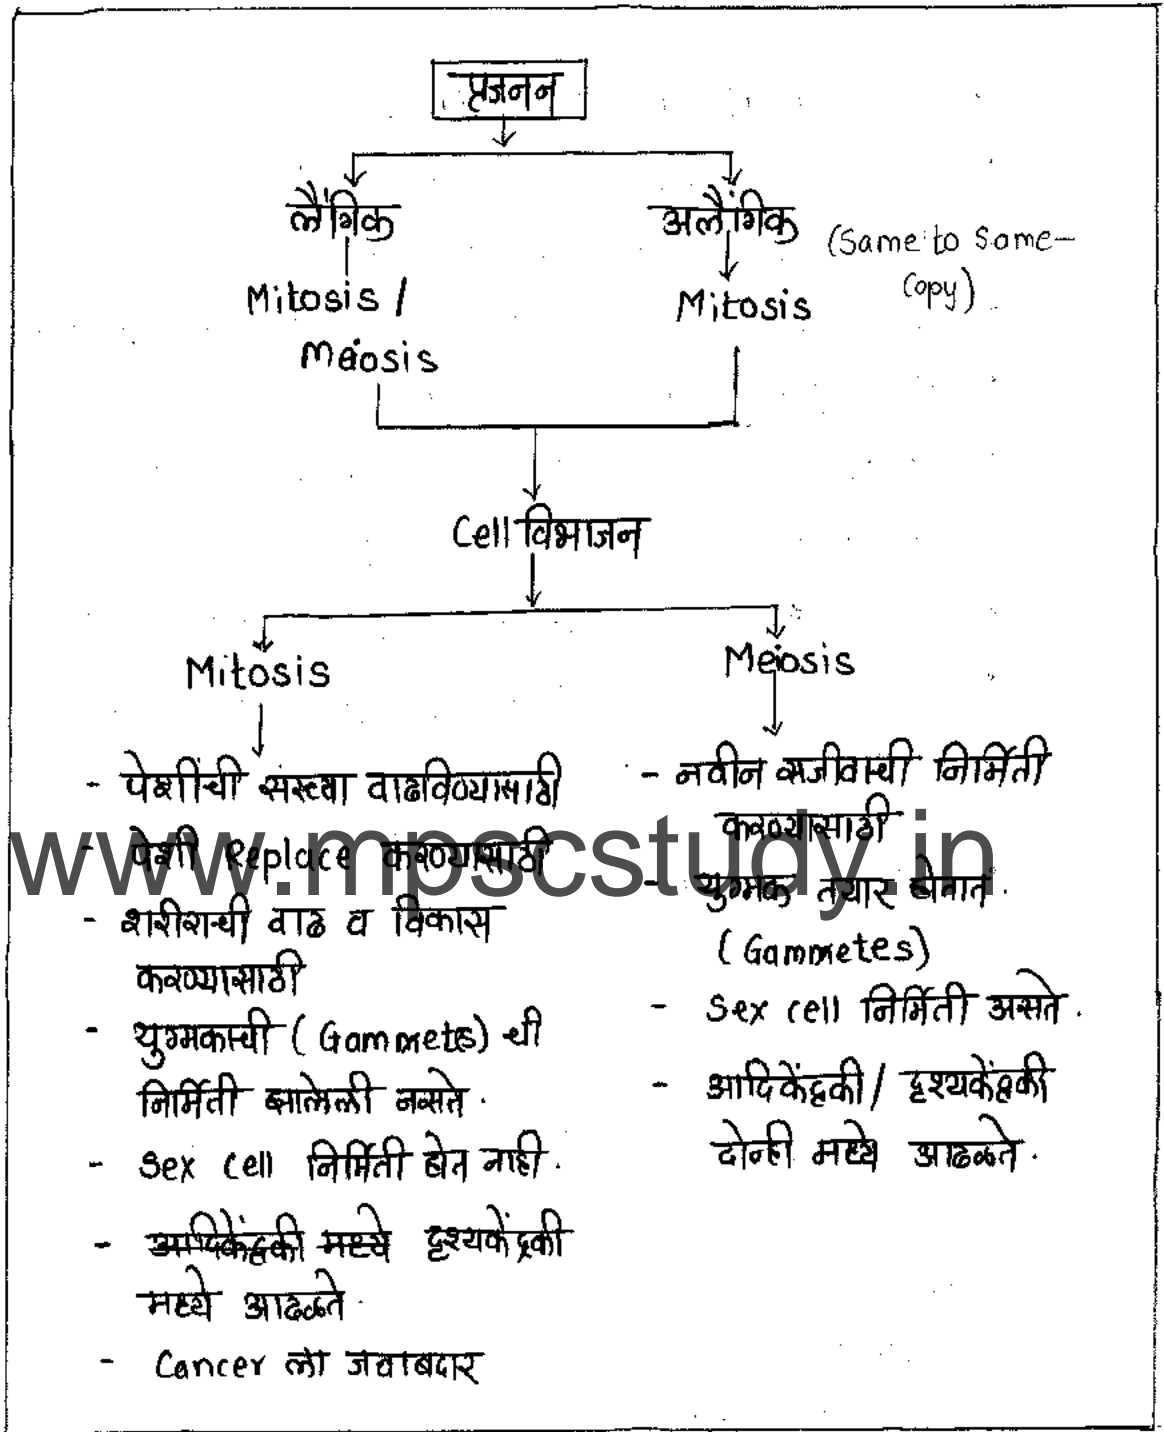 प्रजनन
लैंगिक
अलैंगिक
(Same to Same-
Copy)
Mitosis /
Meiosis
Mitosis
Cell विभाजन
Mitosis
- पेशींची संख्या वाढविण्यासाठी
- पेशी Replace करण्यासाठी
- शरीराची वाढ व विकास
करण्यासाठी
- युग्मकाची (Gammets) ची
निर्मिती झालेली नसते.
- Sex Cell निर्मिती होत नाही.
- आदिकेंद्रकी मध्ये दृश्यकेंद्रकी
मध्ये आढळते.
- Cancer ला जबाबदार
Meiosis
- नवीन सजीवाची निर्मिती
करण्यासाठी
- युग्मक तयार होतात.
(Gammetes)
- Sex cell निर्मिती असते.
- आदिकेंद्रकी / दृश्यकेंद्रकी
दोन्ही मध्ये आढळते.
www.mpscstudy.in